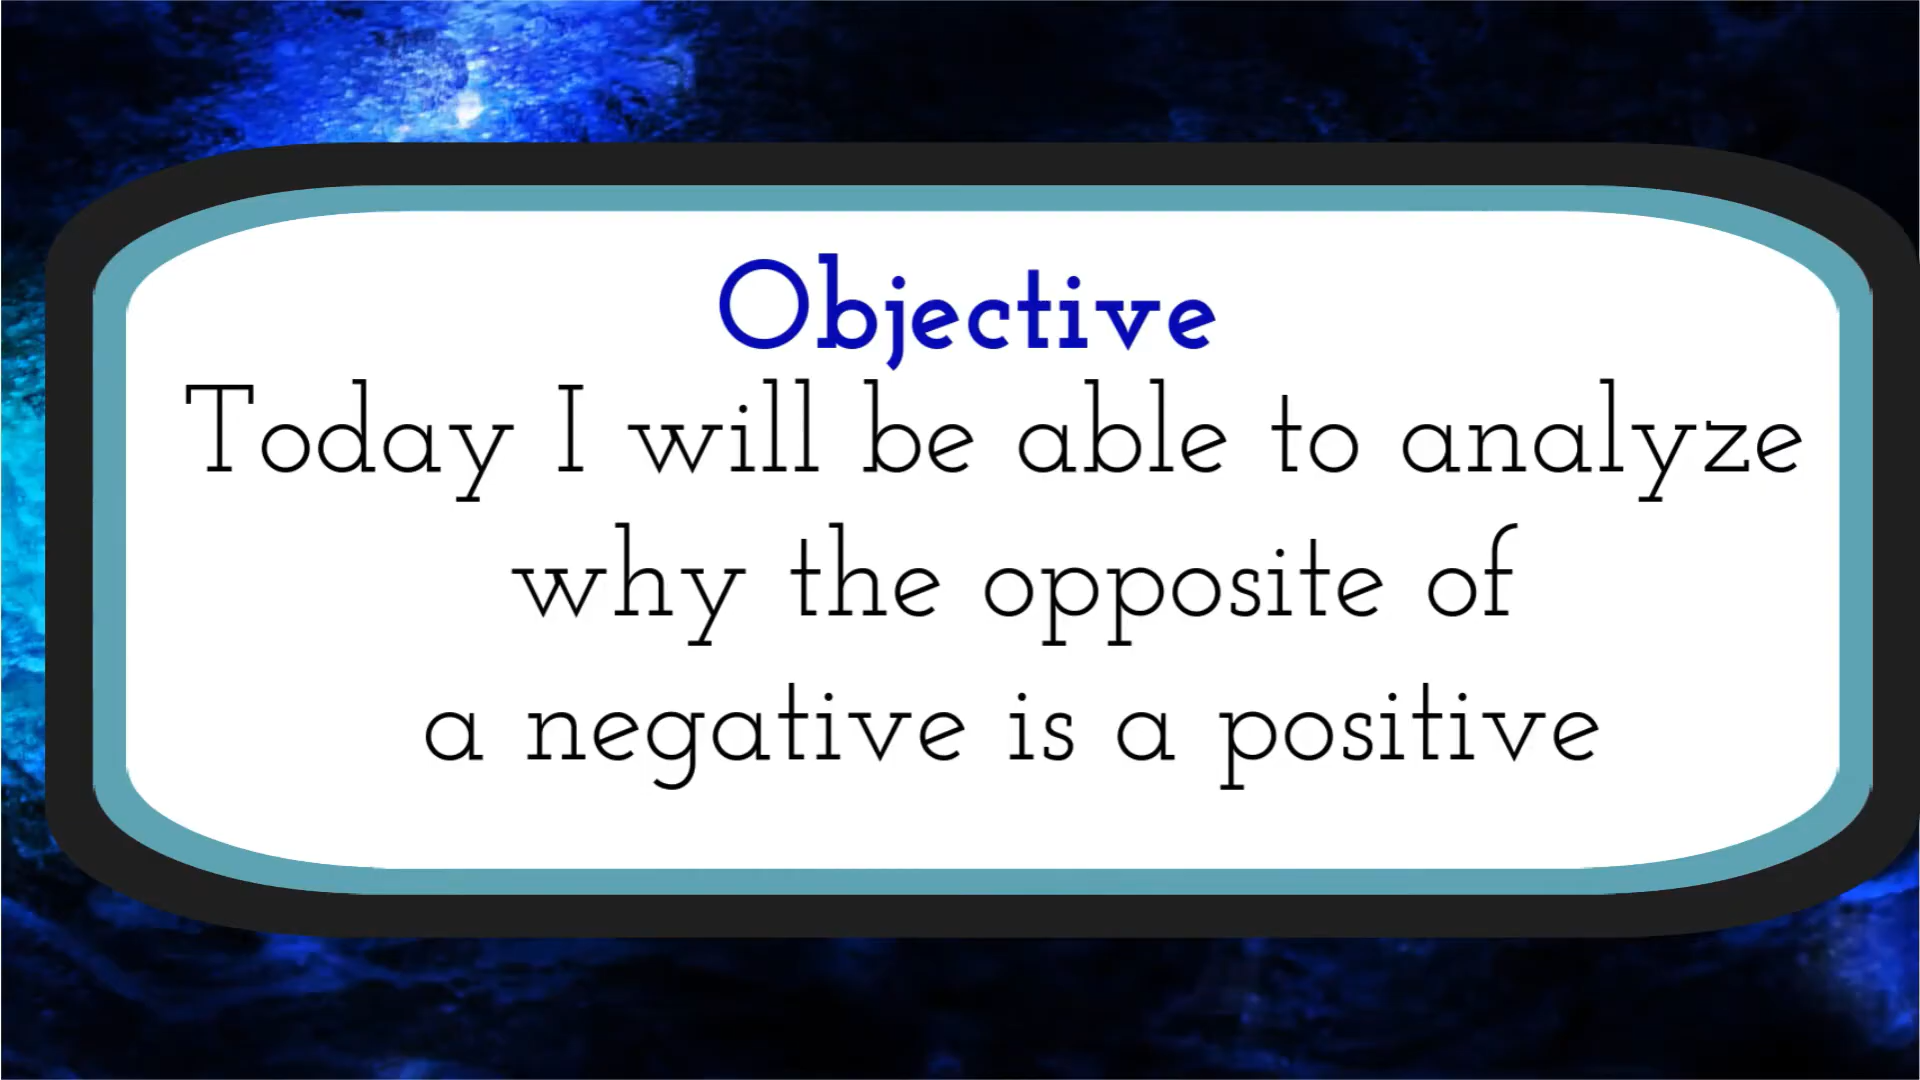 Objective
Today I will be able to analyze
why the opposite of
a negative is a positive